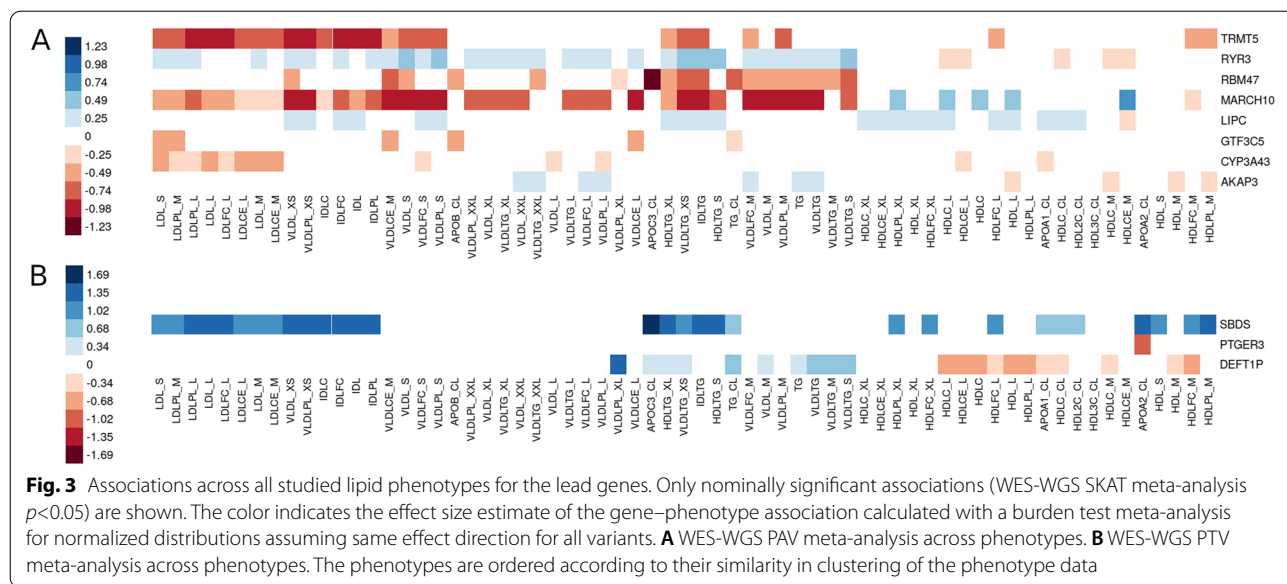 A
1.23
0.98
0.74
0.49
0.25
0
-0.25
-0.49
-0.74
-0.98
-1.23
TRMT5
RYR3
RBM47
MARCH10
LIPC
GTF3C5
CYP3A43
AKAP3
LDL_S
LDLPL_M
LDLPL_L
LDL_L
LDLFC_L
LDLCE_L
LDL_M
LDLCE_M
VLDL_XS
VLDLPL_XS
IDLC
IDLFC
IDL
IDLPL
VLDLCE_M
VLDL_S
VLDLFC_S
VLDLPL_S
APOB_CL
VLDLPL_XXL
VLDL_XL
VLDLTG_XL
VLDL_XXL
VLDLTG_XXL
VLDL_L
VLDLTG_L
VLDLFC_L
VLDLPL_L
VLDLPL_XL
VLDLCE_L
APOC3_CL
HDLTG_XL
VLDLTG_XS
IDLTG
HDLTG_S
TG_CL
VLDLFC_M
VLDL_M
VLDLPL_M
TG
VLDLTG
VLDLTG_M
VLDLTG_S
HDLC_XL
HDLCE_XL
HDLPL_XL
HDL_XL
HDLFC_XL
HDLC_L
HDLCE_L
HDLC
HDLFC_L
HDL_L
HDLPL_L
APOA1_CL
HDLC_CL
HDL2C_CL
HDL3C_CL
HDLC_M
HDLCE_M
APOA2_CL
HDL_S
HDL_M
HDLFC_M
HDLPL_M
B
1.69
1.35
1.02
0.68
0.34
0
-0.34
-0.68
-1.02
-1.35
-1.69
SBDS
PTGER3
DEFT1P
LDL_S
LDLPL_M
LDLPL_L
LDL_L
LDLFC_L
LDLCE_L
LDL_M
LDLCE_M
VLDL_XS
VLDLPL_XS
IDLC
IDLFC
IDL
IDLPL
VLDLCE_M
VLDL_S
VLDLFC_S
VLDLPL_S
APOB_CL
VLDLPL_XXL
VLDL_XL
VLDLTG_XL
VLDL_XXL
VLDLTG_XXL
VLDL_L
VLDLTG_L
VLDLFC_L
VLDLPL_L
VLDLPL_XL
VLDLCE_L
APOC3_CL
HDLTG_XL
VLDLTG_XS
IDLTG
HDLTG_S
TG_CL
VLDLFC_M
VLDL_M
VLDLPL_M
TG
VLDLTG
VLDLTG_M
VLDLTG_S
HDLC_XL
HDLCE_XL
HDLPL_XL
HDL_XL
HDLFC_XL
HDLC_L
HDLCE_L
HDLC
HDLFC_L
HDL_L
HDLPL_L
APOA1_CL
HDLC_CL
HDL2C_CL
HDL3C_CL
HDLC_M
HDLCE_M
APOA2_CL
HDL_S
HDL_M
HDLFC_M
HDLPL_M
Fig. 3 Associations across all studied lipid phenotypes for the lead genes. Only nominally significant associations (WES-WGS SKAT meta-analysis
p<0.05) are shown. The color indicates the effect size estimate of the gene–phenotype association calculated with a burden test meta-analysis
for normalized distributions assuming same effect direction for all variants. A WES-WGS PAV meta-analysis across phenotypes. B WES-WGS PTV
meta-analysis across phenotypes. The phenotypes are ordered according to their similarity in clustering of the phenotype data